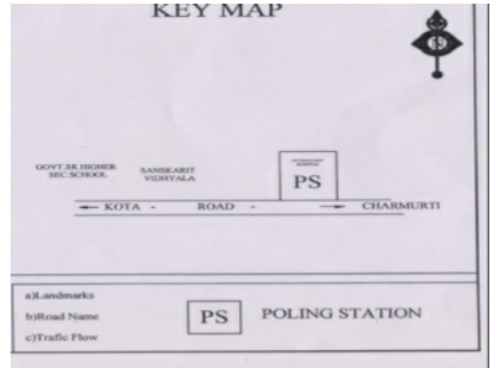 KEY MAP
N
GOVT.SR.HIGHER
SEC SCHOOL
SANSKARIT
VIDHYALA
PS
KOTA - ROAD - CHARMURTI
a)Landmarks
b)Road Name
c)Trafic Flow
PS POLING STATION